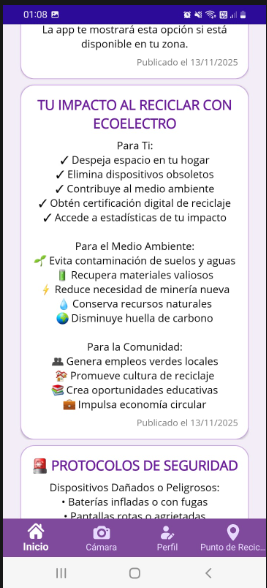 01:08
La app te mostrará esta opción si está
disponible en tu zona.
Publicado el 13/11/2025
TU IMPACTO AL RECICLAR CON
ECOELECTRO
Para Ti:
✓ Despeja espacio en tu hogar
✓ Elimina dispositivos obsoletos
✓ Contribuye al medio ambiente
✓ Obtén certificación digital de reciclaje
✓ Accede a estadísticas de tu impacto
Para el Medio Ambiente:
🌱 Evita contaminación de suelos y aguas
🔋 Recupera materiales valiosos
⚡ Reduce necesidad de minería nueva
💧 Conserva recursos naturales
🌍 Disminuye huella de carbono
Para la Comunidad:
👥 Genera empleos verdes locales
Promueve cultura de reciclaje
📚 Crea oportunidades educativas
💼 Impulsa economía circular
Publicado el 13/11/2025
🚨 PROTOCOLOS DE SEGURIDAD
Dispositivos Dañados o Peligrosos:
• Baterías infladas o con fugas
• Pantallas rotas o agrietadas
Inicio
Cámara
Perfil
Punto de Recic...